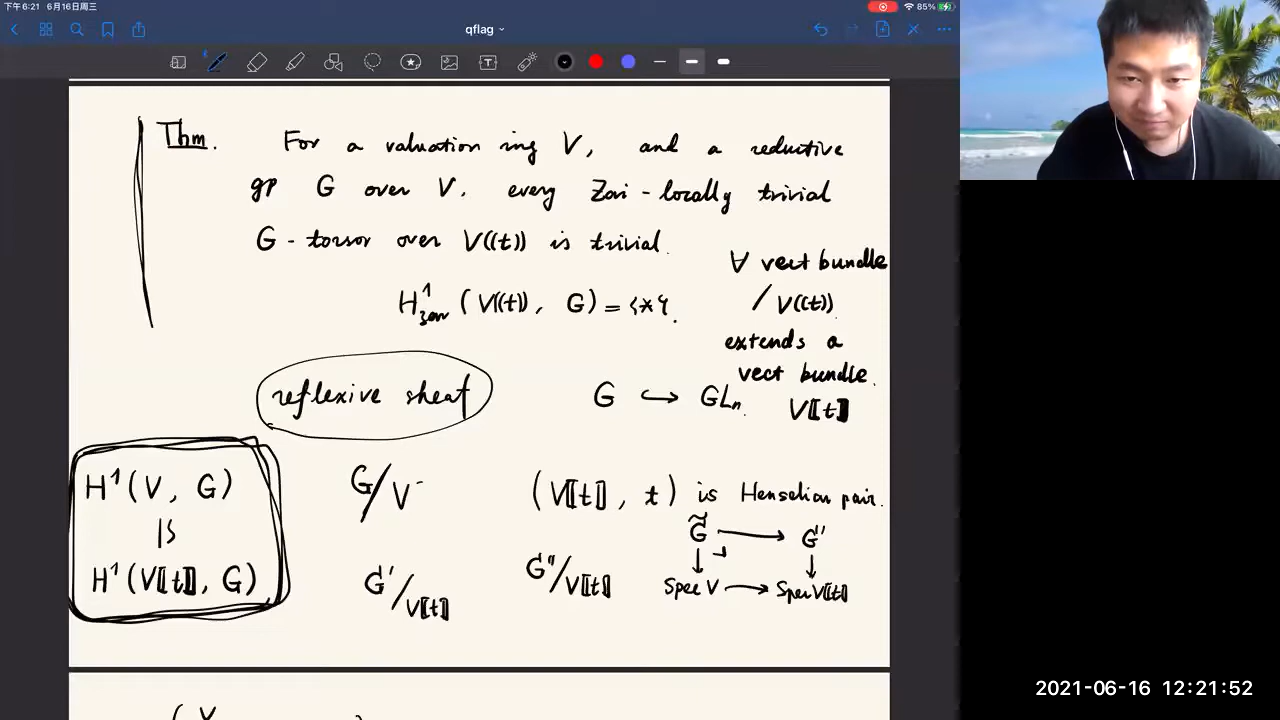 下午6:21 6月16日周三
85%
qflag
Thm. For a valuation ring V, and a reductive
gp G over V, every Zari-locally trivial
G-torsor over V((t)) is trivial.
H¹_zar (V((t)), G) = {*}.
∀ vect bundle
/ V((t))
extends a
vect bundle.
V[[t]]
reflexive sheaf
G ↪ GLn.
H¹(V, G)
IS
H¹(V[[t]], G)
G/V
(V[[t]], t) is Henselian pair.
G̃ → G''
↓ ↓
Spec V → Spec V[[t]]
G'/V[[t]]
G''/V[[t]]
2021-06-16 12:21:52